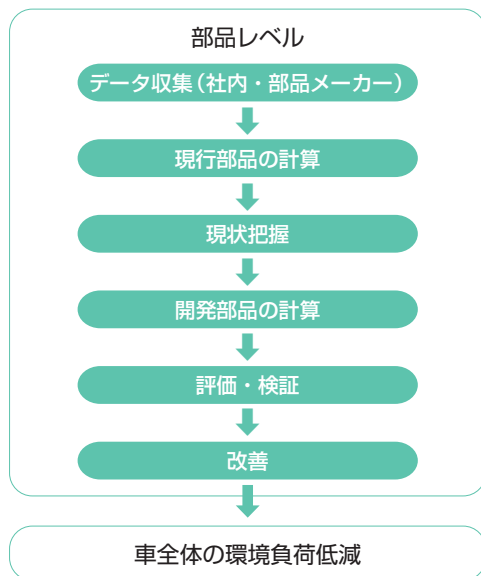 部品レベル
データ収集(社内・部品メーカー)
現行部品の計算
現状把握
開発部品の計算
評価・検証
改善
車全体の環境負荷低減